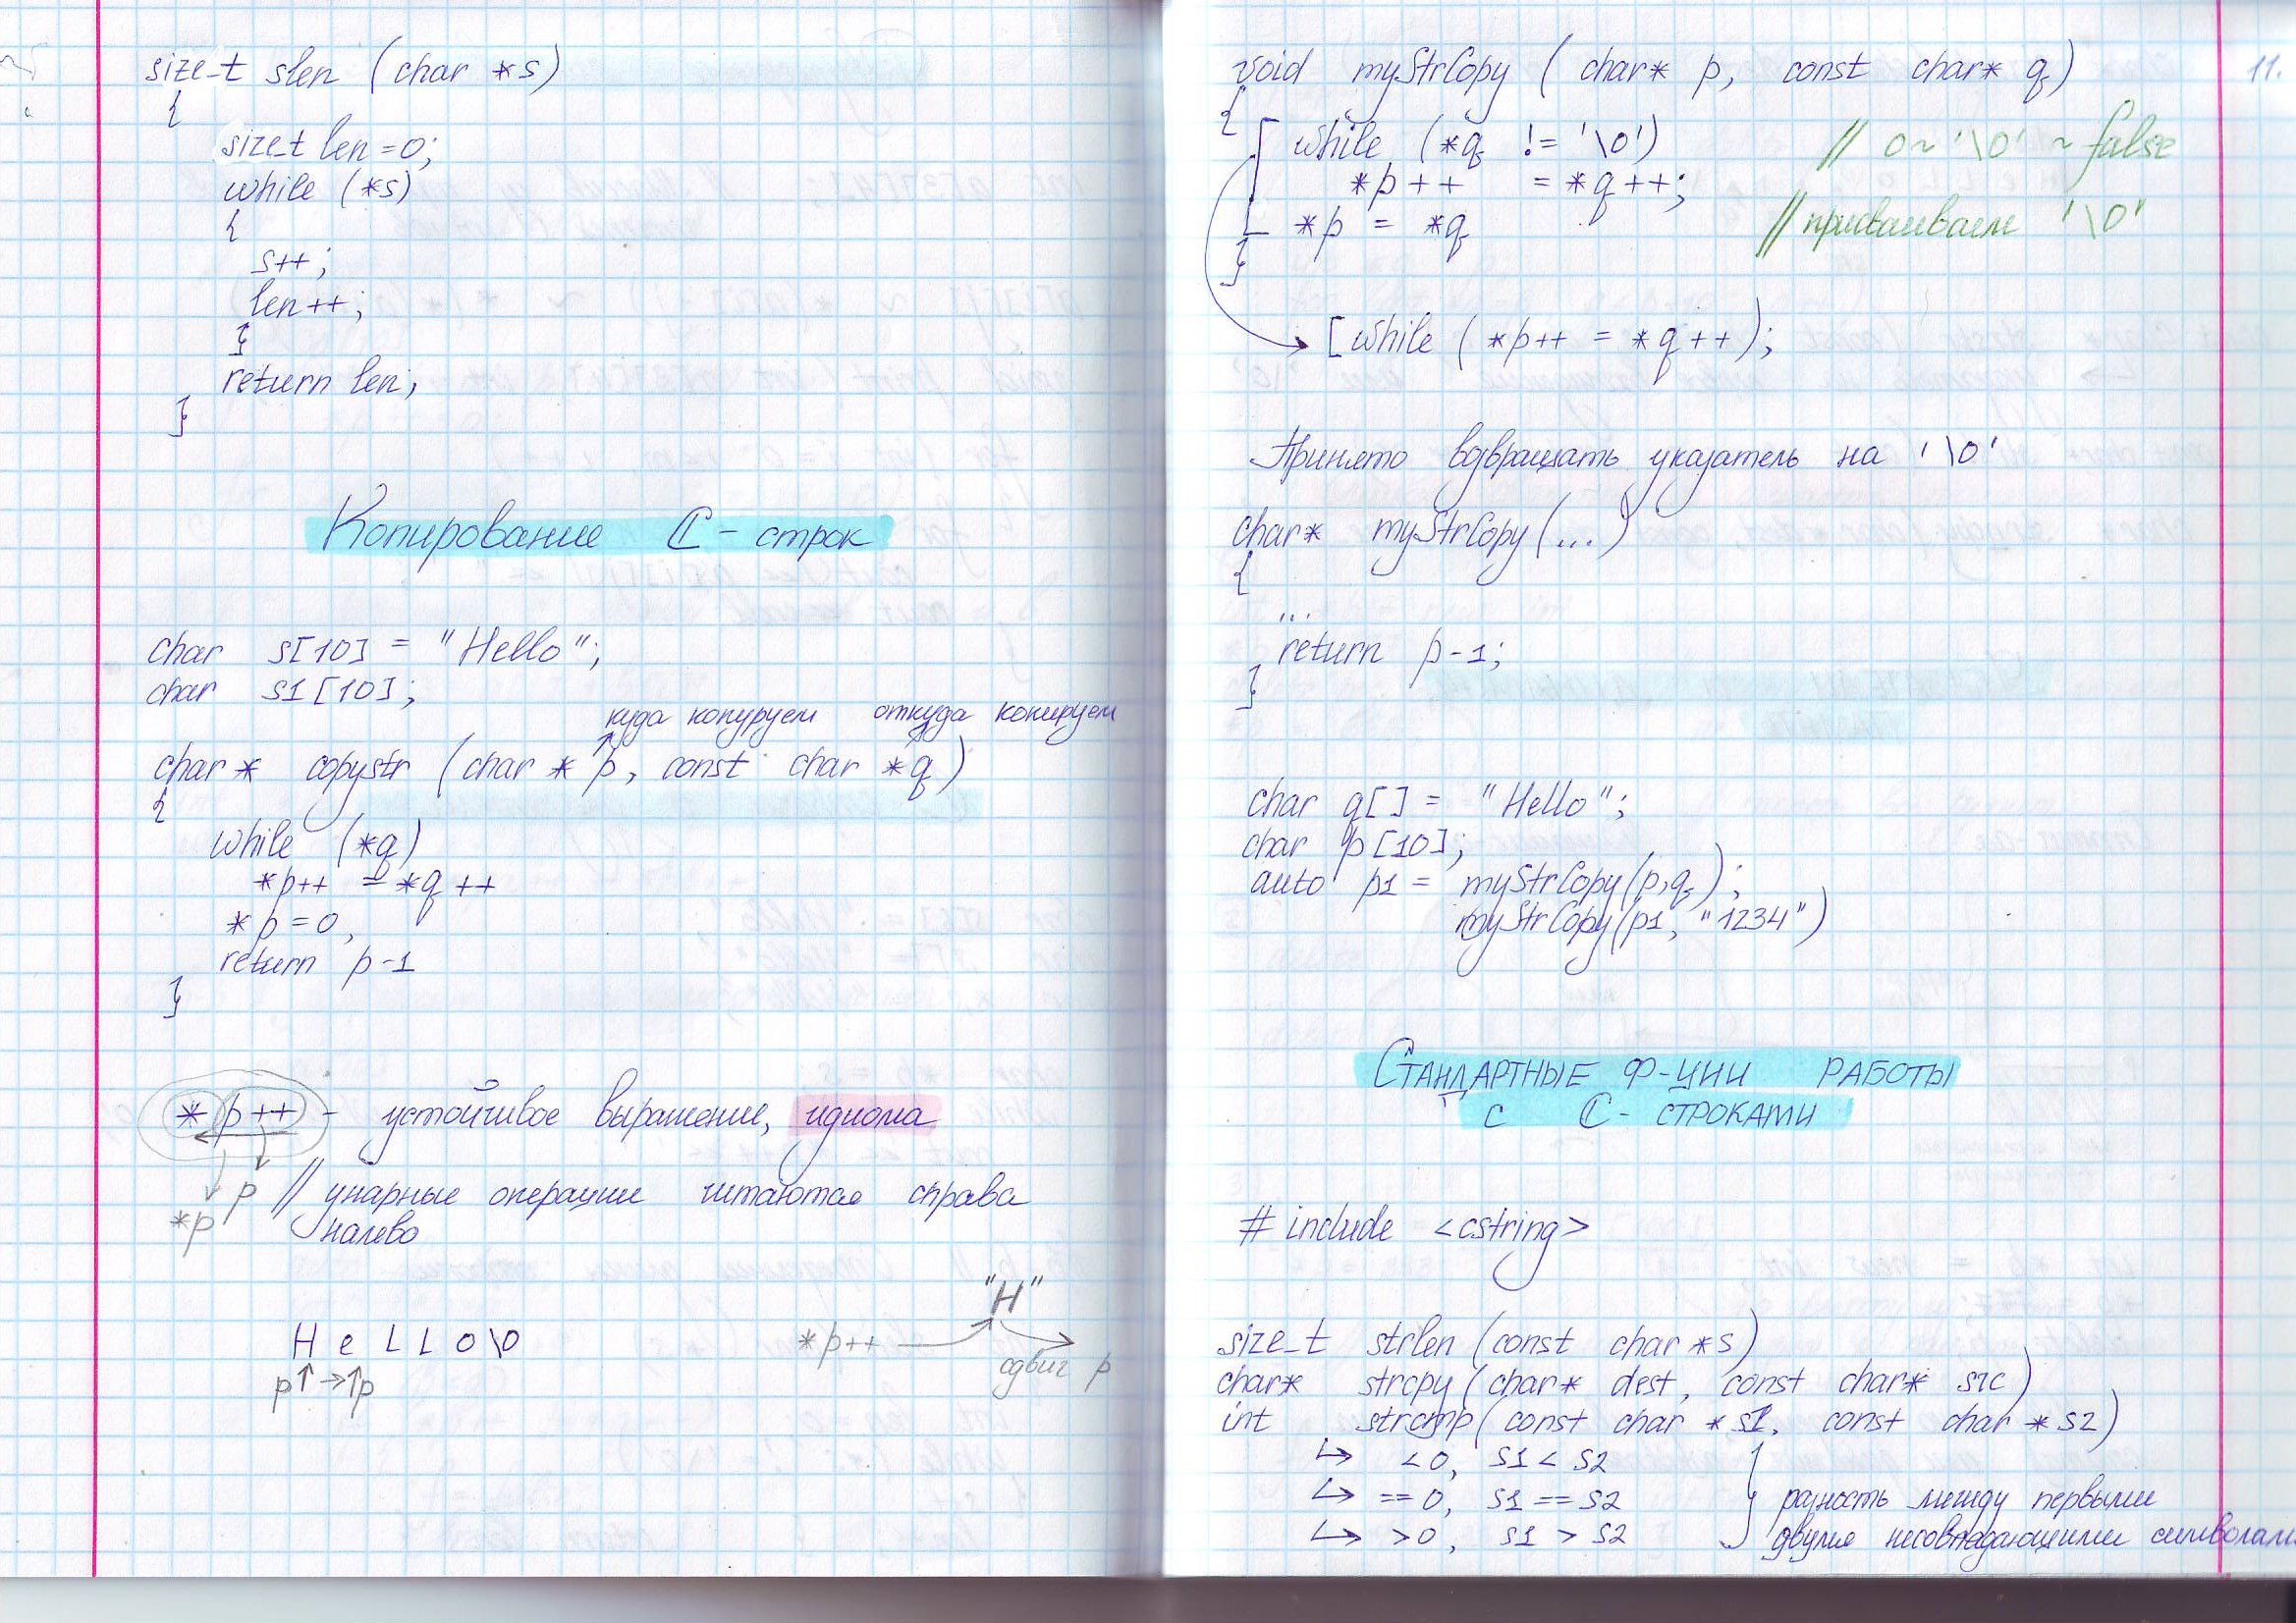 size_t slen (char *s)
{
size_t len=0;
while (*s)
{
s++;
len++;
}
return len;
}
Копирование C-строк
char s[10] = "Hello";
char s1[10];
куда копируем откуда копируем
char* copystr (char * p, const char *q)
{
while (*q)
*p++ = *q++
*p=0;
return p-1
}
*p++ - устойчивое выражение, идиома
p // унарные операции читаются справа
*p налево
"H"
H e L L o \0 *p++
p → p сдвиг p
11.
void myStrCopy ( char* p, const char* q)
{
while (*q != '\0') // 0 ~ '\0' ~ false
*p++ = *q++;
*p = *q // присваиваем '\0'
}
[while ( *p++ = *q++);
Принято возвращать указатель на '\0'
char* myStrCopy(...)
{
...
return p-1;
}
char q[] = "Hello";
char p[10];
auto p1 = myStrCopy(p,q);
myStrCopy(p1, "1234")
СТАНДАРТНЫЕ Ф-ЦИИ РАБОТЫ
С C-СТРОКАМИ
# include <cstring>
size_t strlen (const char *s)
char* strcpy (char* dest, const char* src)
int strcmp (const char *s1, const char *s2)
↳ <0, s1 < s2
↳ ==0, s1 == s2 разность между первыми
↳ >0, s1 > s2 двумя несовпадающими символами